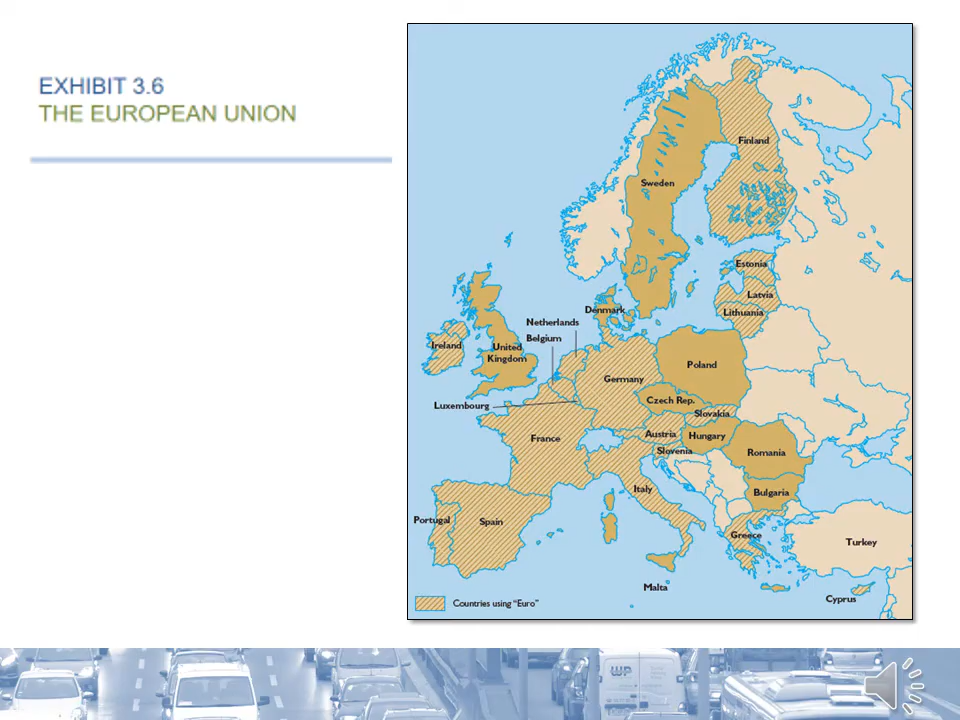 EXHIBIT 3.6
THE EUROPEAN UNION
Finland
Sweden
Estonia
Latvia
Lithuania
Denmark
Netherlands
Belgium
Ireland
United
Kingdom
Poland
Germany
Luxembourg
Czech Rep.
Slovakia
France
Austria
Hungary
Slovenia
Romania
Italy
Bulgaria
Portugal
Spain
Greece
Turkey
Malta
Cyprus
Countries using "Euro"
WP